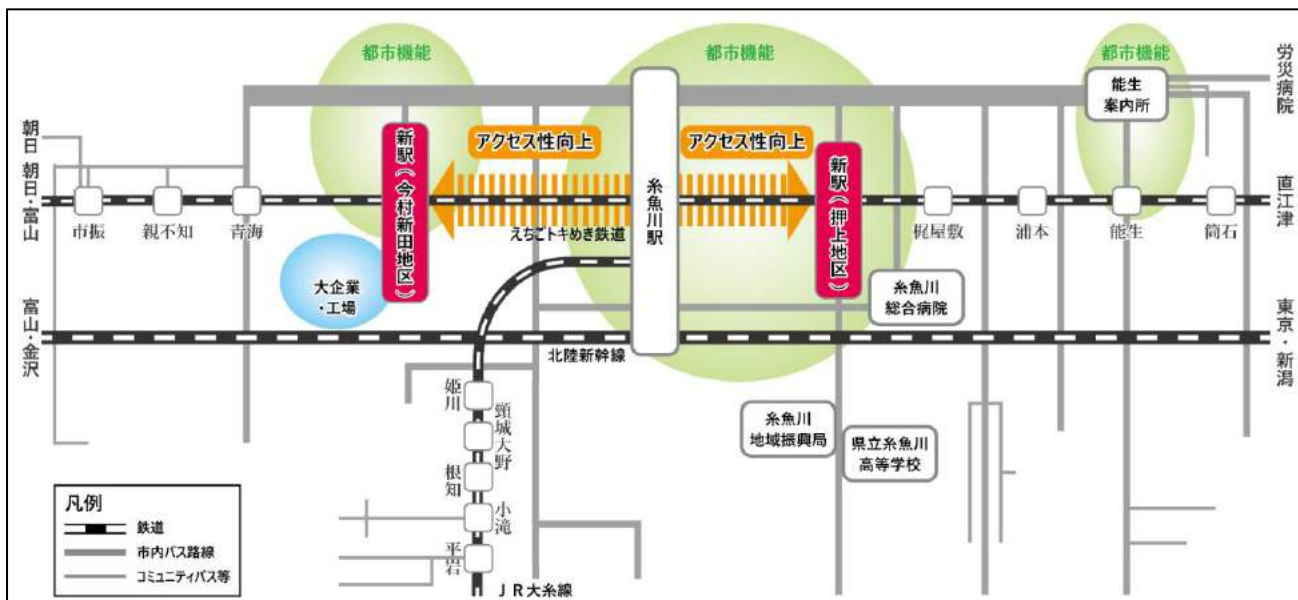 都市機能
都市機能
都市機能
労災病院
能生
案内所
朝日
朝日・富山
新駅(今村新田地区)
アクセス性向上
糸魚川駅
アクセス性向上
新駅(押上地区)
直江津
市振
親不知
青海
えちごトキめき鉄道
梶屋敷
浦本
能生
筒石
大企業
・工場
糸魚川
総合病院
富山・金沢
北陸新幹線
東京・新潟
姫川
頸城大野
根知
小滝
平岩
糸魚川
地域振興局
県立糸魚川
高等学校
凡例
鉄道
市内バス路線
コミュニティバス等
JR大糸線